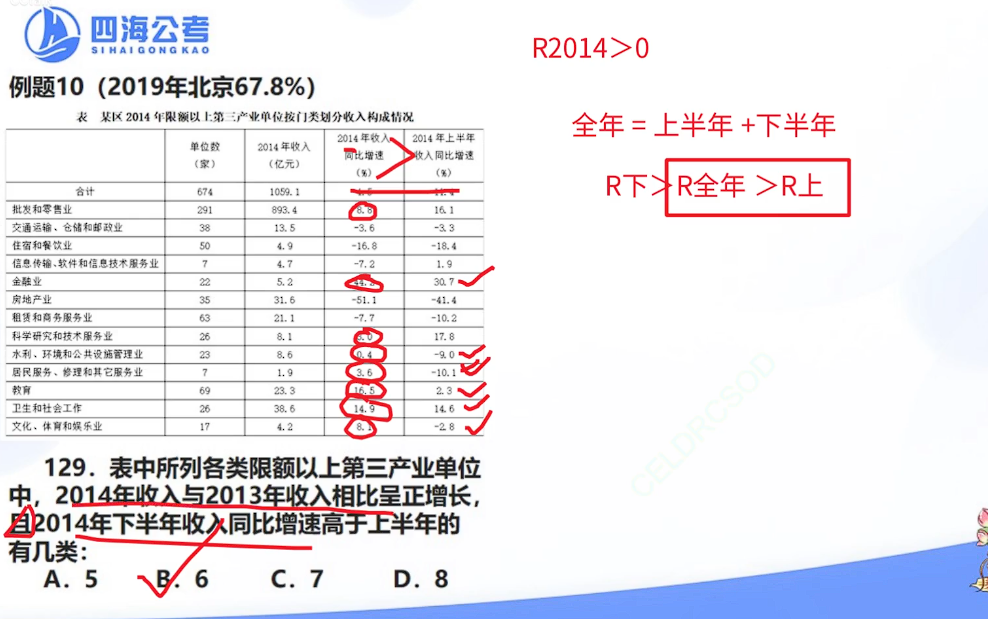 四海公考
SIHAIGONGKAO
R2014＞0
例题10（2019年北京67.8%）
表 某区2014年限额以上第三产业单位按门类划分收入构成情况
全年 = 上半年 +下半年
R下＞R全年 ＞R上
单位数（家） 2014年收入（亿元） 2014年收入同比增速（%） 2014年上半年收入同比增速（%）
合计 674 1059.1
批发和零售业 291 893.4 8.8 16.1
交通运输、仓储和邮政业 38 13.5 -3.6 -3.3
住宿和餐饮业 50 4.9 -16.8 -18.4
信息传输、软件和信息技术服务业 7 4.7 -7.2 1.9
金融业 22 5.2 30.7
房地产业 35 31.6 -51.1 -41.4
租赁和商务服务业 63 21.1 -7.7 -10.2
科学研究和技术服务业 26 8.1 17.8
水利、环境和公共设施管理业 23 8.6 0.4 -9.0
居民服务、修理和其它服务业 7 1.9 3.6 -10.1
教育 69 23.3 16.5 2.3
卫生和社会工作 26 38.6 14.9 14.6
文化、体育和娱乐业 17 4.2 8.1 -2.8
CELDRCSOD
129．表中所列各类限额以上第三产业单位
中，2014年收入与2013年收入相比呈正增长，
且2014年下半年收入同比增速高于上半年的
有几类：
A．5 B．6 C．7 D．8